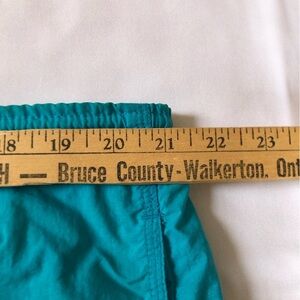 18 19 20 21 22 23
H — Bruce County-Walkerton, Ont